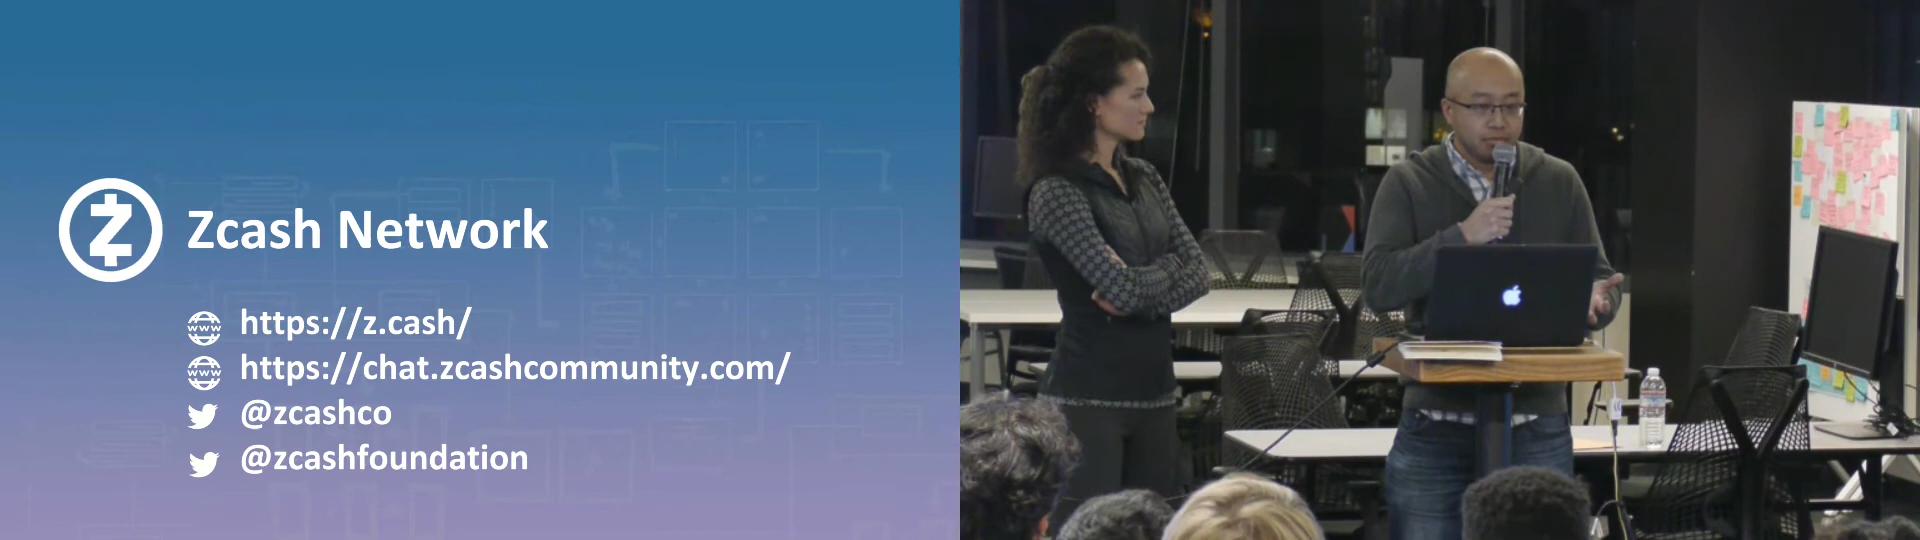 Zcash Network
https://z.cash/
https://chat.zcashcommunity.com/
@zcashco
@zcashfoundation